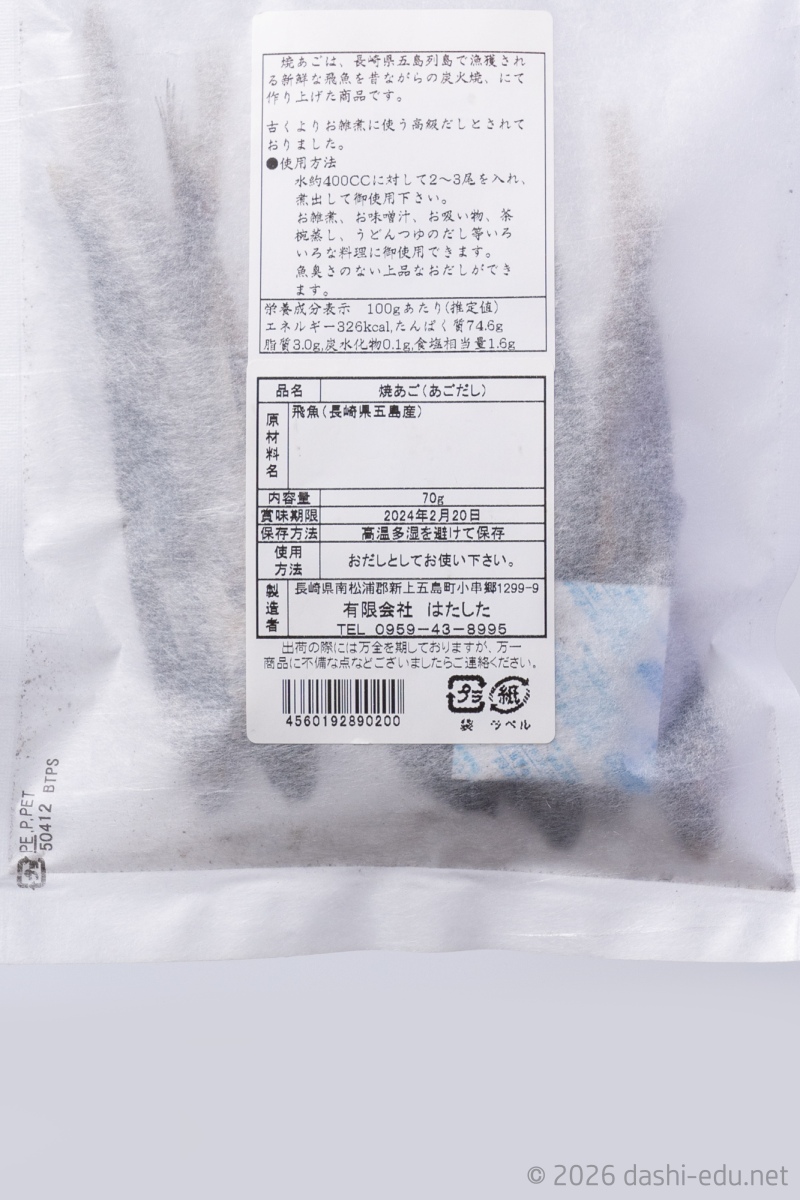 焼あごは、長崎県五島列島で漁獲され
る新鮮な飛魚を昔ながらの炭火焼、にて
作り上げた商品です。
古くよりお雑煮に使う高級だしとされて
おりました。
●使用方法
水約400CCに対して2～3尾を入れ、
煮出して御使用下さい。
お雑煮、お味噌汁、お吸い物、茶
椀蒸し、うどんつゆのだし等いろ
いろな料理に御使用できます。
魚臭さのない上品なおだしができ
ます。
栄養成分表示 100gあたり(推定値)
エネルギー326kcal,たんぱく質74.6g
脂質3.0g,炭水化物0.1g,食塩相当量1.6g
品名 焼あご(あごだし)
原材料名 飛魚(長崎県五島産)
内容量 70g
賞味期限 2024年2月20日
保存方法 高温多湿を避けて保存
使用方法 おだしとしてお使い下さい。
製造者 長崎県南松浦郡新上五島町小串郷1299-9
有限会社 はたした
TEL 0959-43-8995
出荷の際には万全を期しておりますが、万一
商品に不備な点などございましたらご連絡ください。
4560192890200
プラ 紙
袋 ラベル
プラ PE,P,PET
50412 BTPS
© 2026 dashi-edu.net